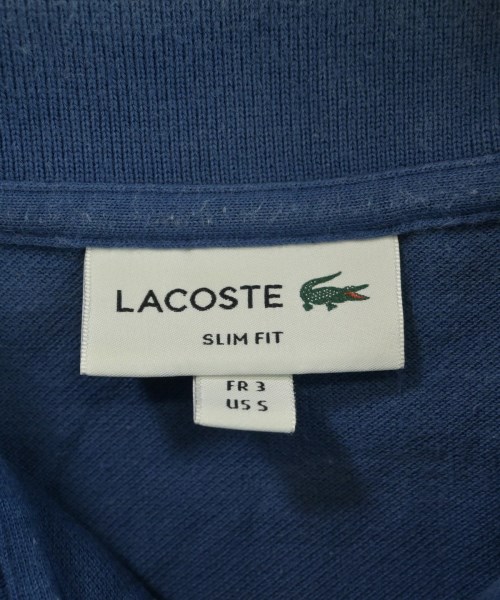 LACOSTE
SLIM FIT
FR 3
US S